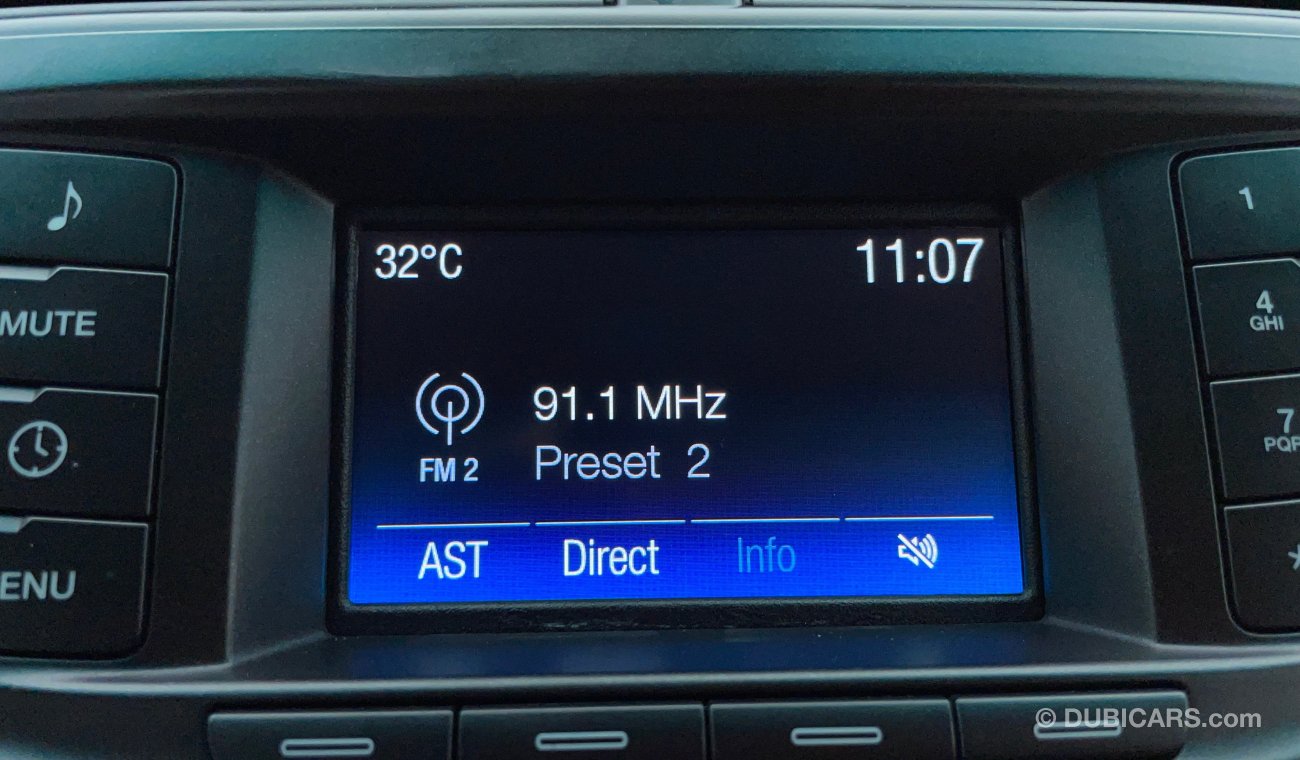 32°C 11:07
91.1 MHz
FM 2 Preset 2
AST Direct Info
MUTE
ENU
1
4
GHI
7
PQR
*
© DUBICARS.com